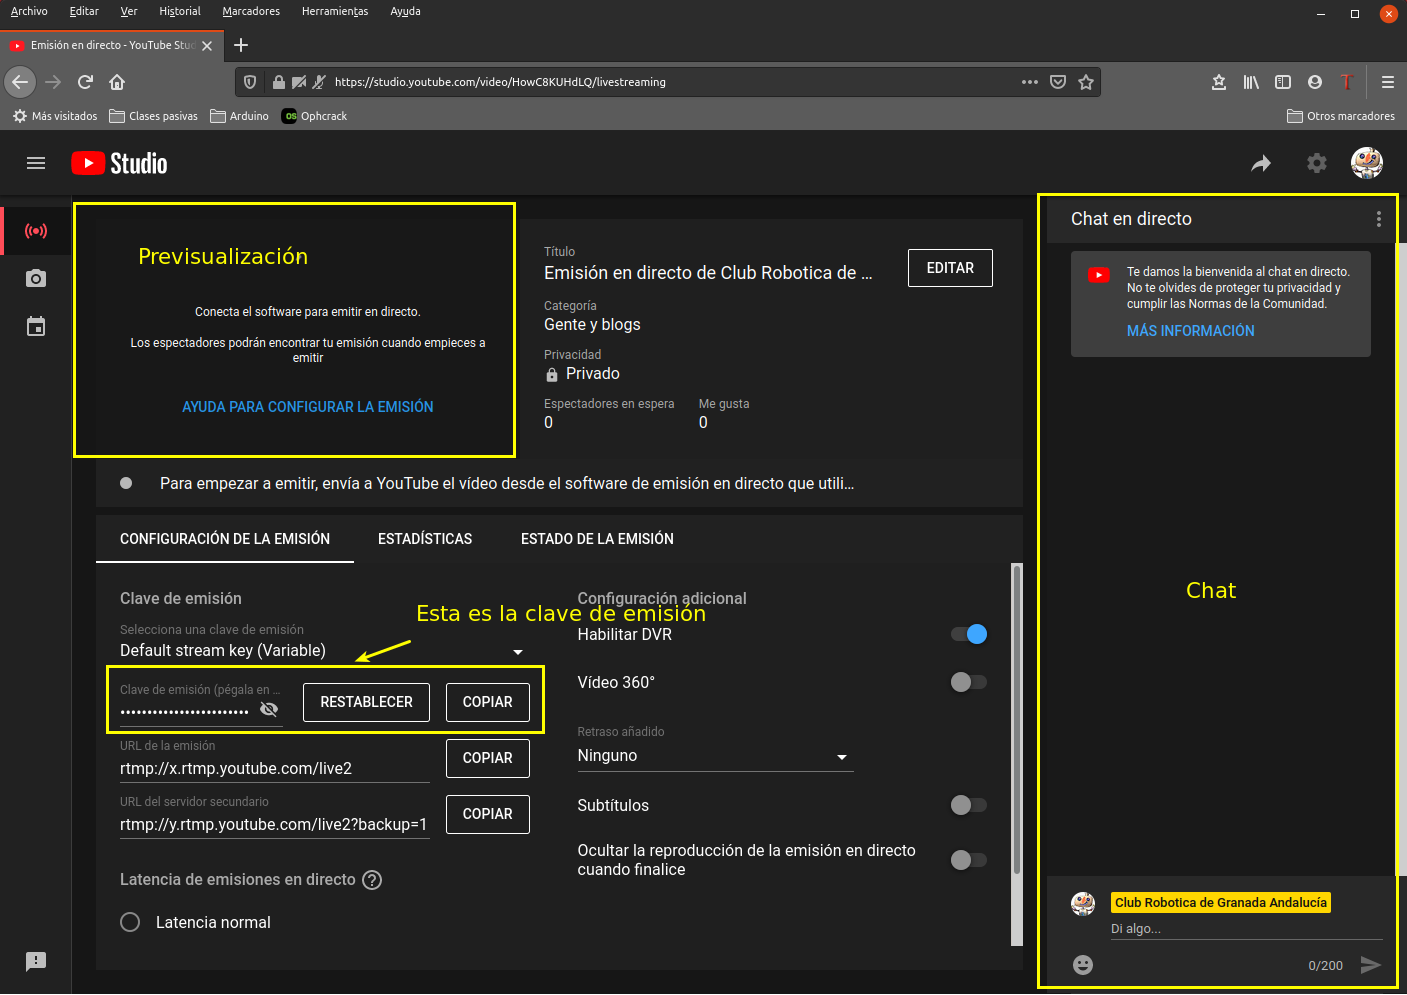 Archivo Editar Ver Historial Marcadores Herramientas Ayuda
Emisión en directo - YouTube Stud
https://studio.youtube.com/video/HowC8KUHdLQ/livestreaming
Más visitados Clases pasivas Arduino OS Ophcrack Otros marcadores
Studio
Previsualización
Conecta el software para emitir en directo.
Los espectadores podrán encontrar tu emisión cuando empieces a
emitir
AYUDA PARA CONFIGURAR LA EMISIÓN
Título
Emisión en directo de Club Robotica de ...
EDITAR
Categoría
Gente y blogs
Privacidad
Privado
Espectadores en espera Me gusta
0 0
Para empezar a emitir, envía a YouTube el vídeo desde el software de emisión en directo que utili...
CONFIGURACIÓN DE LA EMISIÓN ESTADÍSTICAS ESTADO DE LA EMISIÓN
Clave de emisión
Selecciona una clave de emisión
Default stream key (Variable)
Esta es la clave de emisión
Clave de emisión (pégala en ...
••••••••••••••••••••••••
RESTABLECER COPIAR
URL de la emisión
rtmp://x.rtmp.youtube.com/live2
COPIAR
URL del servidor secundario
rtmp://y.rtmp.youtube.com/live2?backup=1
COPIAR
Latencia de emisiones en directo ?
Latencia normal
Configuración adicional
Habilitar DVR
Vídeo 360°
Retraso añadido
Ninguno
Subtítulos
Ocultar la reproducción de la emisión en directo
cuando finalice
Chat en directo
Te damos la bienvenida al chat en directo.
No te olvides de proteger tu privacidad y
cumplir las Normas de la Comunidad.
MÁS INFORMACIÓN
Chat
Club Robotica de Granada Andalucía
Di algo...
0/200